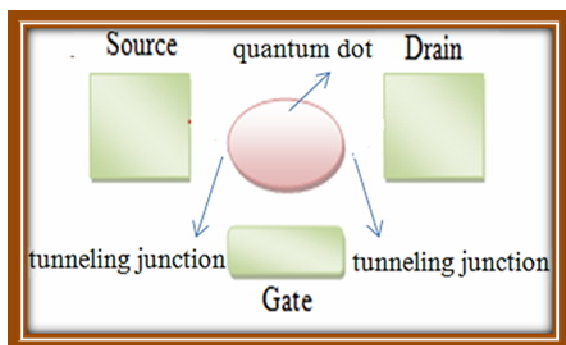 Source
quantum dot
Drain
tunneling junction
tunneling junction
Gate